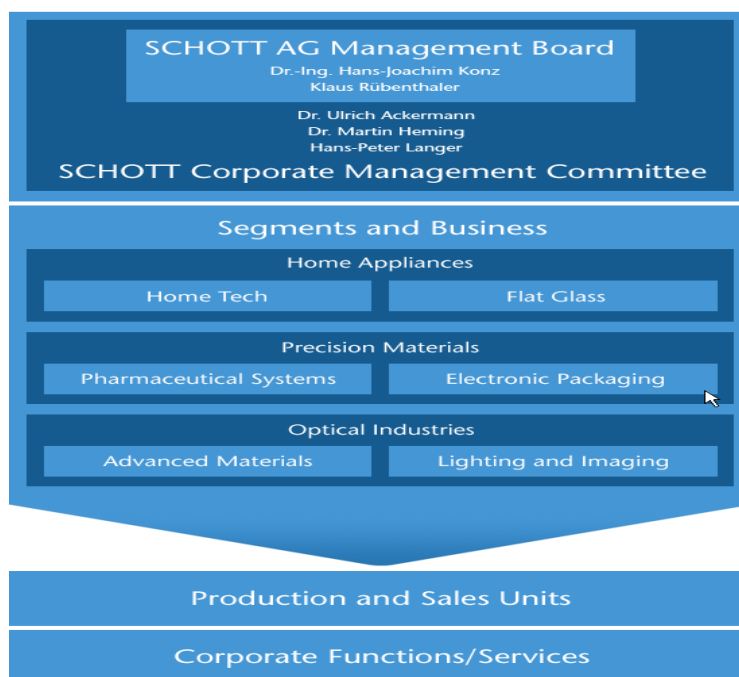 SCHOTT AG Management Board
Dr.-Ing. Hans-Joachim Konz
Klaus Rübenthaler
Dr. Ulrich Ackermann
Dr. Martin Heming
Hans-Peter Langer
SCHOTT Corporate Management Committee
Segments and Business
Home Appliances
Home Tech
Flat Glass
Precision Materials
Pharmaceutical Systems
Electronic Packaging
Optical Industries
Advanced Materials
Lighting and Imaging
Production and Sales Units
Corporate Functions/Services